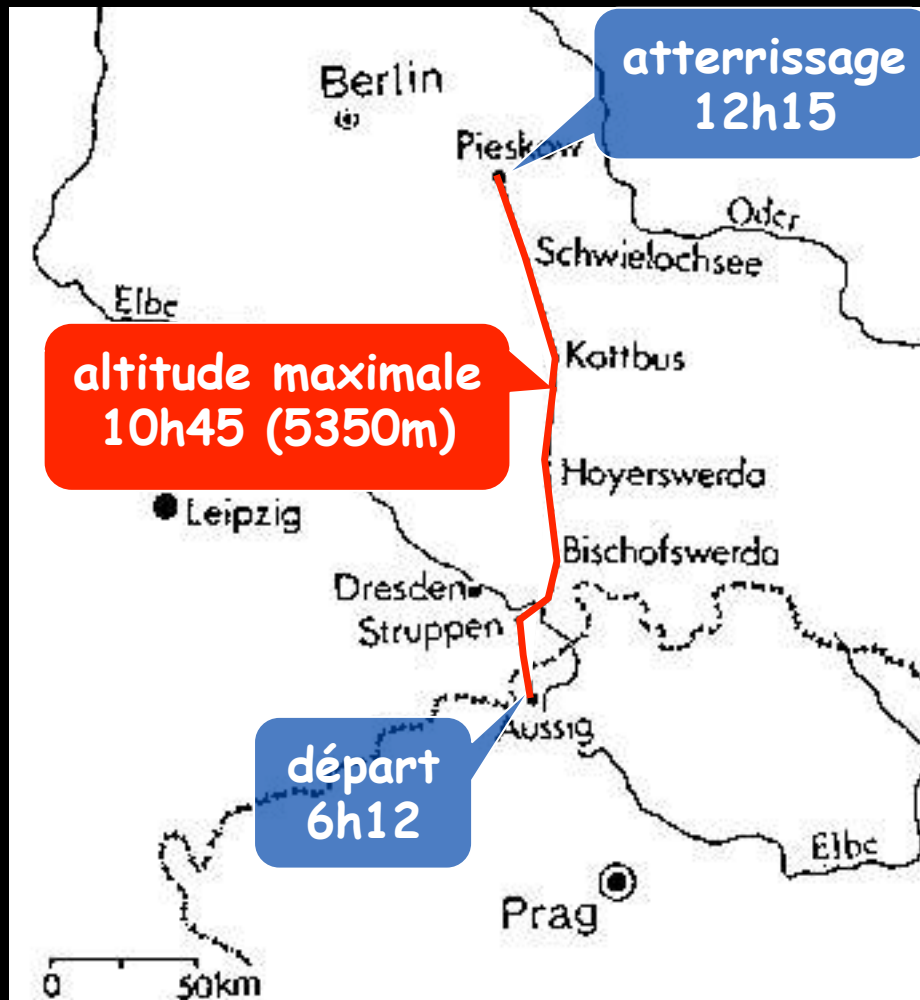 atterrissage
12h15
Berlin
Pieskow
Oder
Schwielochsee
Elbe
altitude maximale
10h45 (5350m)
Kottbus
Hoyerswerda
Leipzig
Bischofswerda
Dresden
Struppen
Aussig
départ
6h12
Elbe
Prag
0 50km